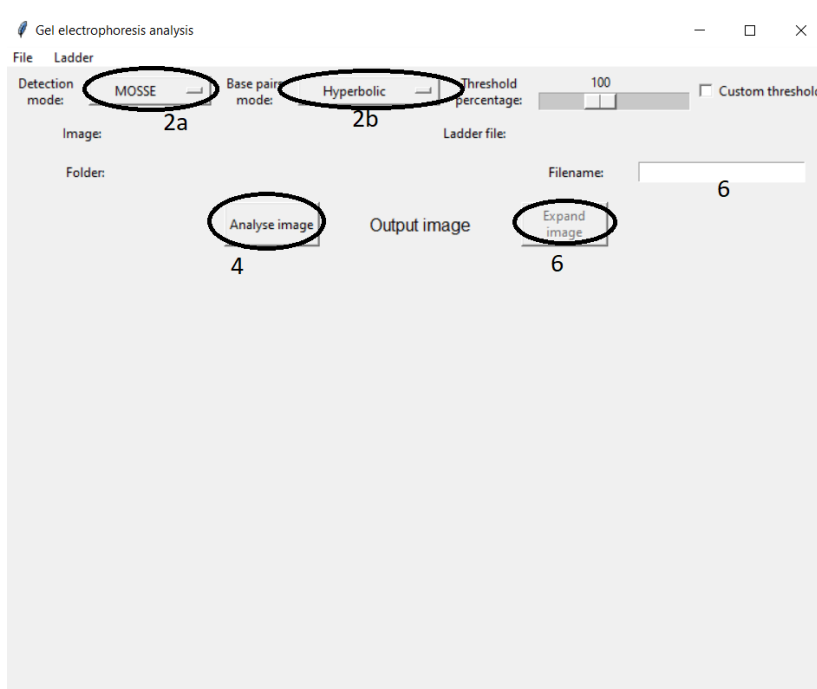 Gel electrophoresis analysis
File Ladder
Detection mode: MOSSE Base pairs mode: Hyperbolic Threshold percentage: 100 Custom threshold
2a 2b
Image: Ladder file:
Folder: Filename:
6
Analyse image Output image Expand image
4 6